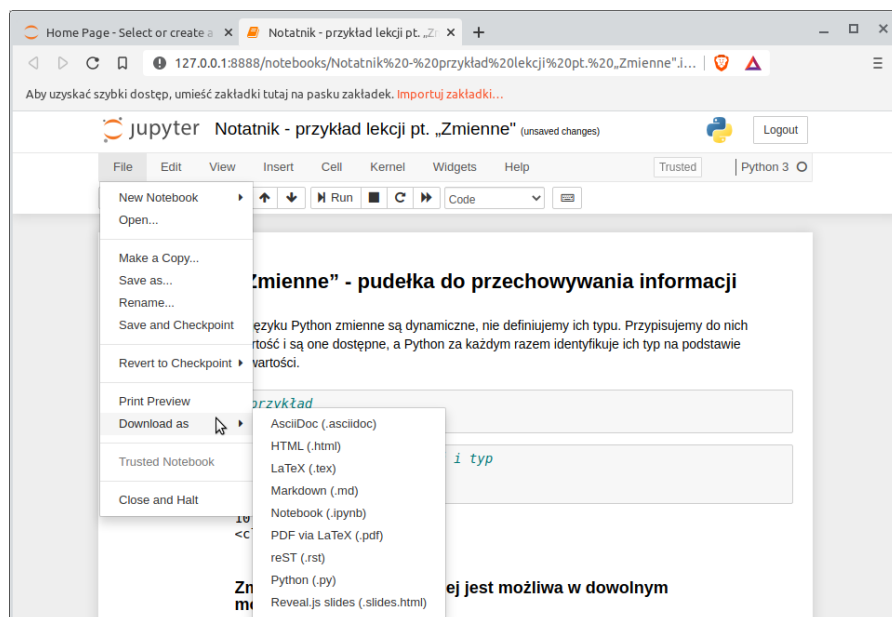 Home Page - Select or create a
Notatnik - przykład lekcji pt. „Zm
127.0.0.1:8888/notebooks/Notatnik%20-%20przykład%20lekcji%20pt.%20„Zmienne".i...
Aby uzyskać szybki dostęp, umieść zakładki tutaj na pasku zakładek. Importuj zakładki...
jupyter Notatnik - przykład lekcji pt. „Zmienne" (unsaved changes)
Logout
File Edit View Insert Cell Kernel Widgets Help Trusted Python 3
Run Code
New Notebook
Open...
Make a Copy...
Save as...
Rename...
Save and Checkpoint
Revert to Checkpoint
Print Preview
Download as
Trusted Notebook
Close and Halt
AsciiDoc (.asciidoc)
HTML (.html)
LaTeX (.tex)
Markdown (.md)
Notebook (.ipynb)
PDF via LaTeX (.pdf)
reST (.rst)
Python (.py)
Reveal.js slides (.slides.html)
Zmienne” - pudełka do przechowywania informacji
języku Python zmienne są dynamiczne, nie definiujemy ich typu. Przypisujemy do nich
rtość i są one dostępne, a Python za każdym razem identyfikuje ich typ na podstawie
wartości.
przykład
i typ
10
<c
Zm
ej jest możliwa w dowolnym